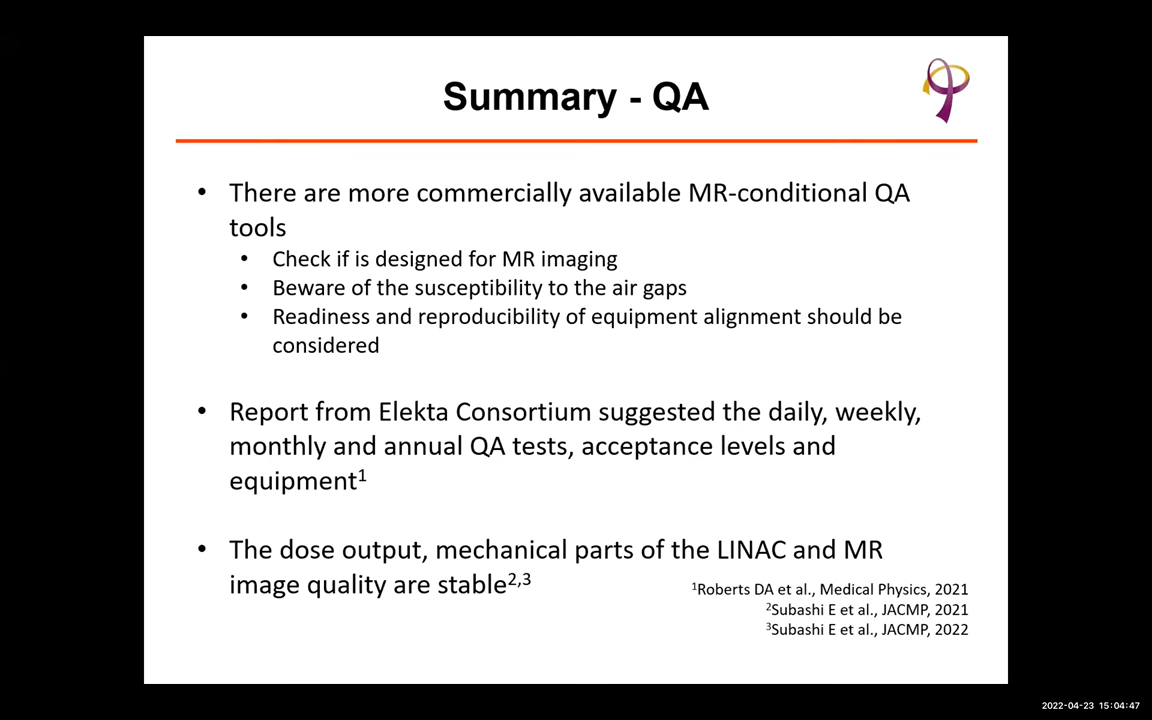 Summary - QA
• There are more commercially available MR-conditional QA
tools
• Check if is designed for MR imaging
• Beware of the susceptibility to the air gaps
• Readiness and reproducibility of equipment alignment should be
considered
• Report from Elekta Consortium suggested the daily, weekly,
monthly and annual QA tests, acceptance levels and
equipment¹
• The dose output, mechanical parts of the LINAC and MR
image quality are stable²,³
¹Roberts DA et al., Medical Physics, 2021
²Subashi E et al., JACMP, 2021
³Subashi E et al., JACMP, 2022
2022-04-23 15:04:47